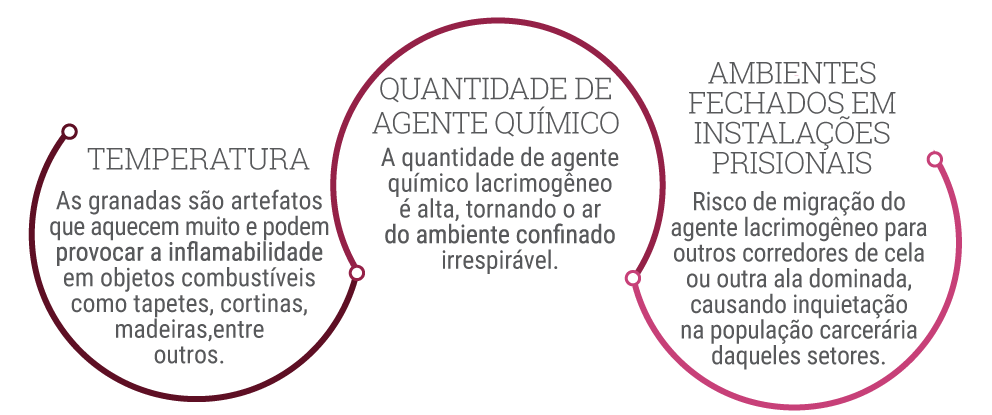 TEMPERATURA
As granadas são artefatos
que aquecem muito e podem
provocar a inflamabilidade
em objetos combustíveis
como tapetes, cortinas,
madeiras,entre
outros.
QUANTIDADE DE
AGENTE QUÍMICO
A quantidade de agente
químico lacrimogêneo
é alta, tornando o ar
do ambiente confinado
irrespirável.
AMBIENTES
FECHADOS EM
INSTALAÇÕES
PRISIONAIS
Risco de migração do
agente lacrimogêneo para
outros corredores de cela
ou outra ala dominada,
causando inquietação
na população carcerária
daqueles setores.